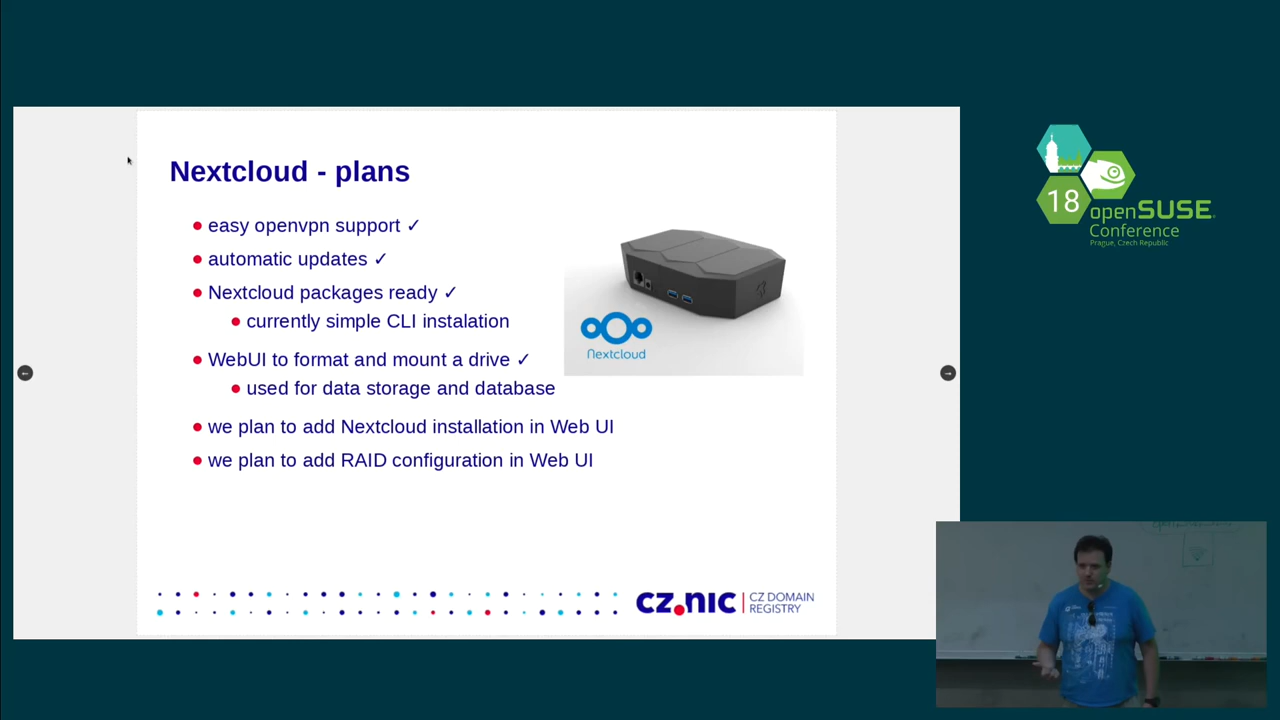 Nextcloud - plans
easy openvpn support ✓
automatic updates ✓
Nextcloud packages ready ✓
currently simple CLI instalation
WebUI to format and mount a drive ✓
used for data storage and database
we plan to add Nextcloud installation in Web UI
we plan to add RAID configuration in Web UI
Nextcloud
CZ.NIC
CZ DOMAIN
REGISTRY
18
openSUSE
Conference
Prague, Czech Republic